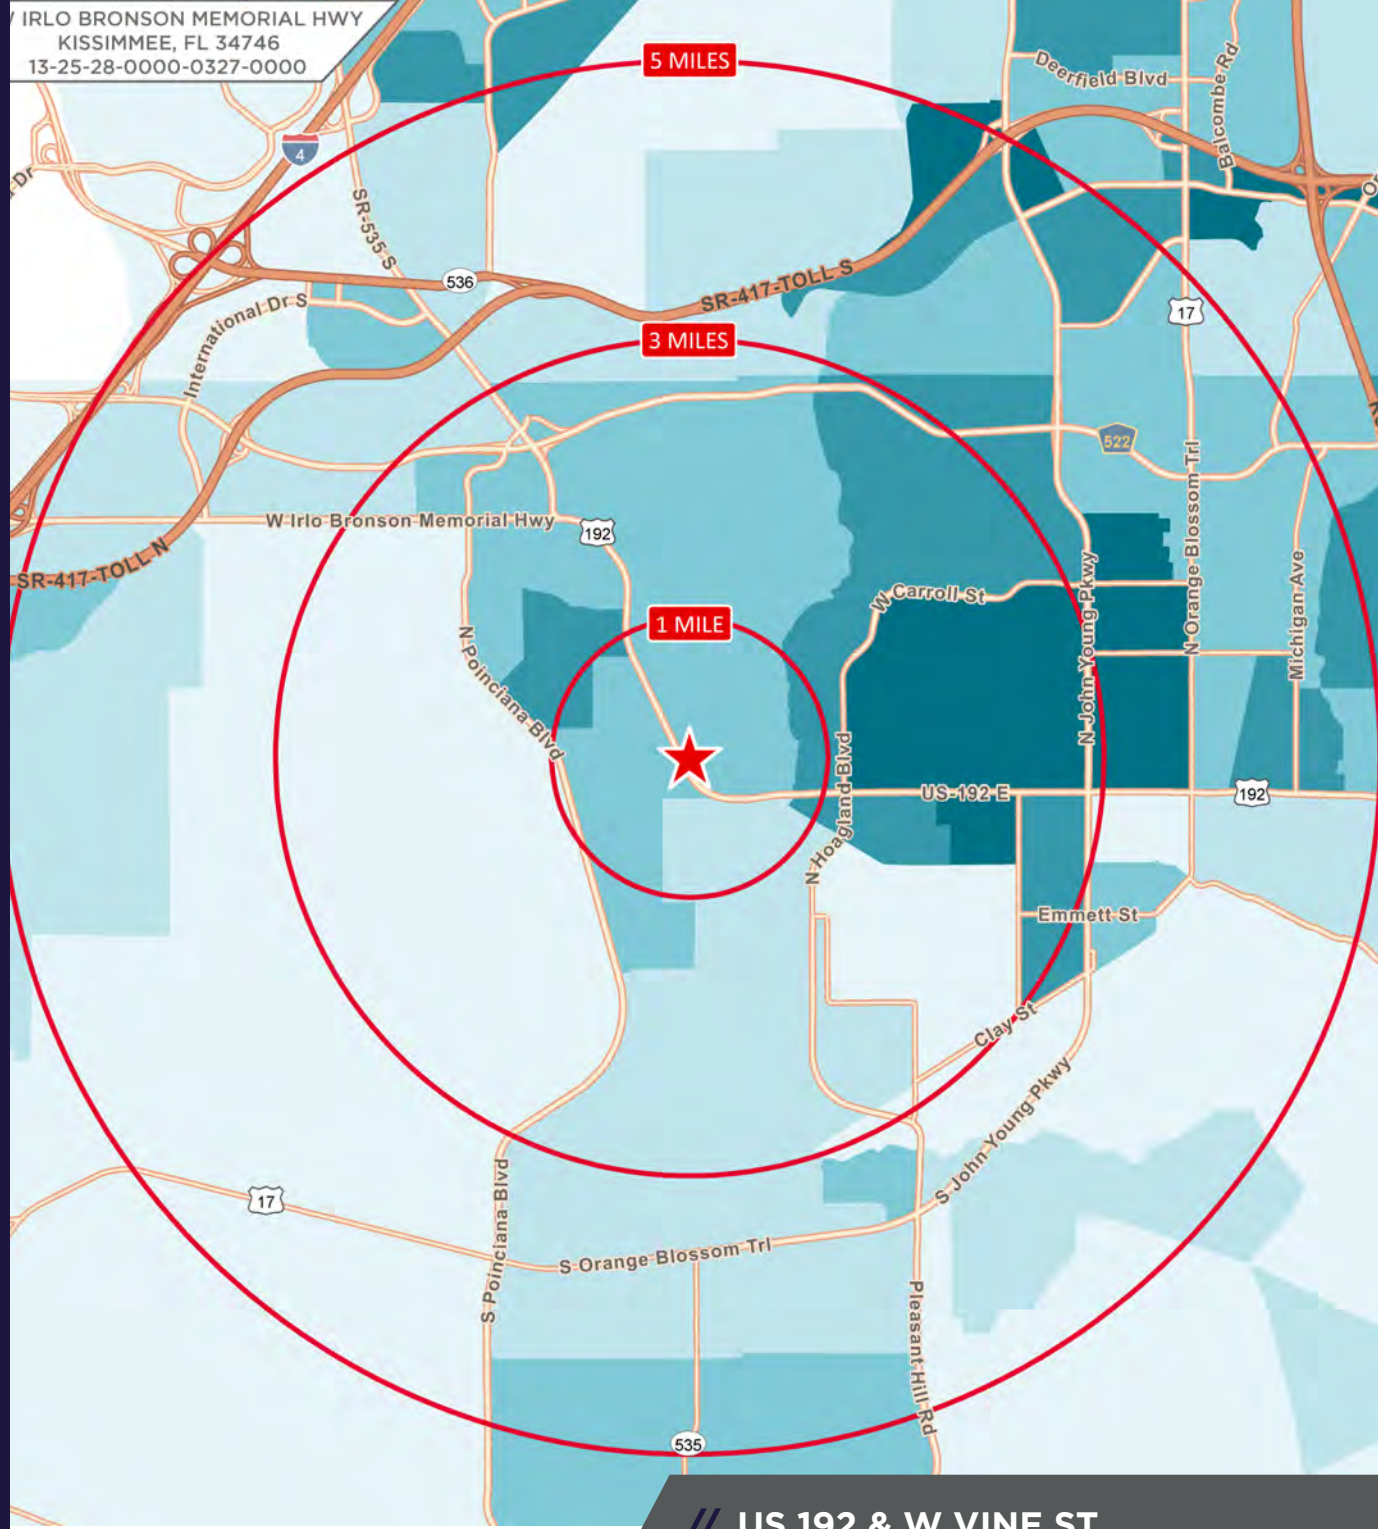 IRLO BRONSON MEMORIAL HWY
KISSIMMEE, FL 34746
13-25-28-0000-0327-0000
5 MILES
Deerfield Blvd
Balcombe Rd
4
Dr
SR-535 S
536
SR-417-TOLL S
International Dr S
17
3 MILES
522
W Irlo Bronson Memorial Hwy
192
N Orange Blossom Trl
SR-417-TOLL N
W Carroll St
N John Young Pkwy
Michigan Ave
1 MILE
N Poinciana Blvd
N Hoagland Blvd
US-192 E
192
Emmett St
Clay St
S John Young Pkwy
17
S Poinciana Blvd
S Orange Blossom Trl
Pleasant Hill Rd
535
// US 192 & W VINE ST